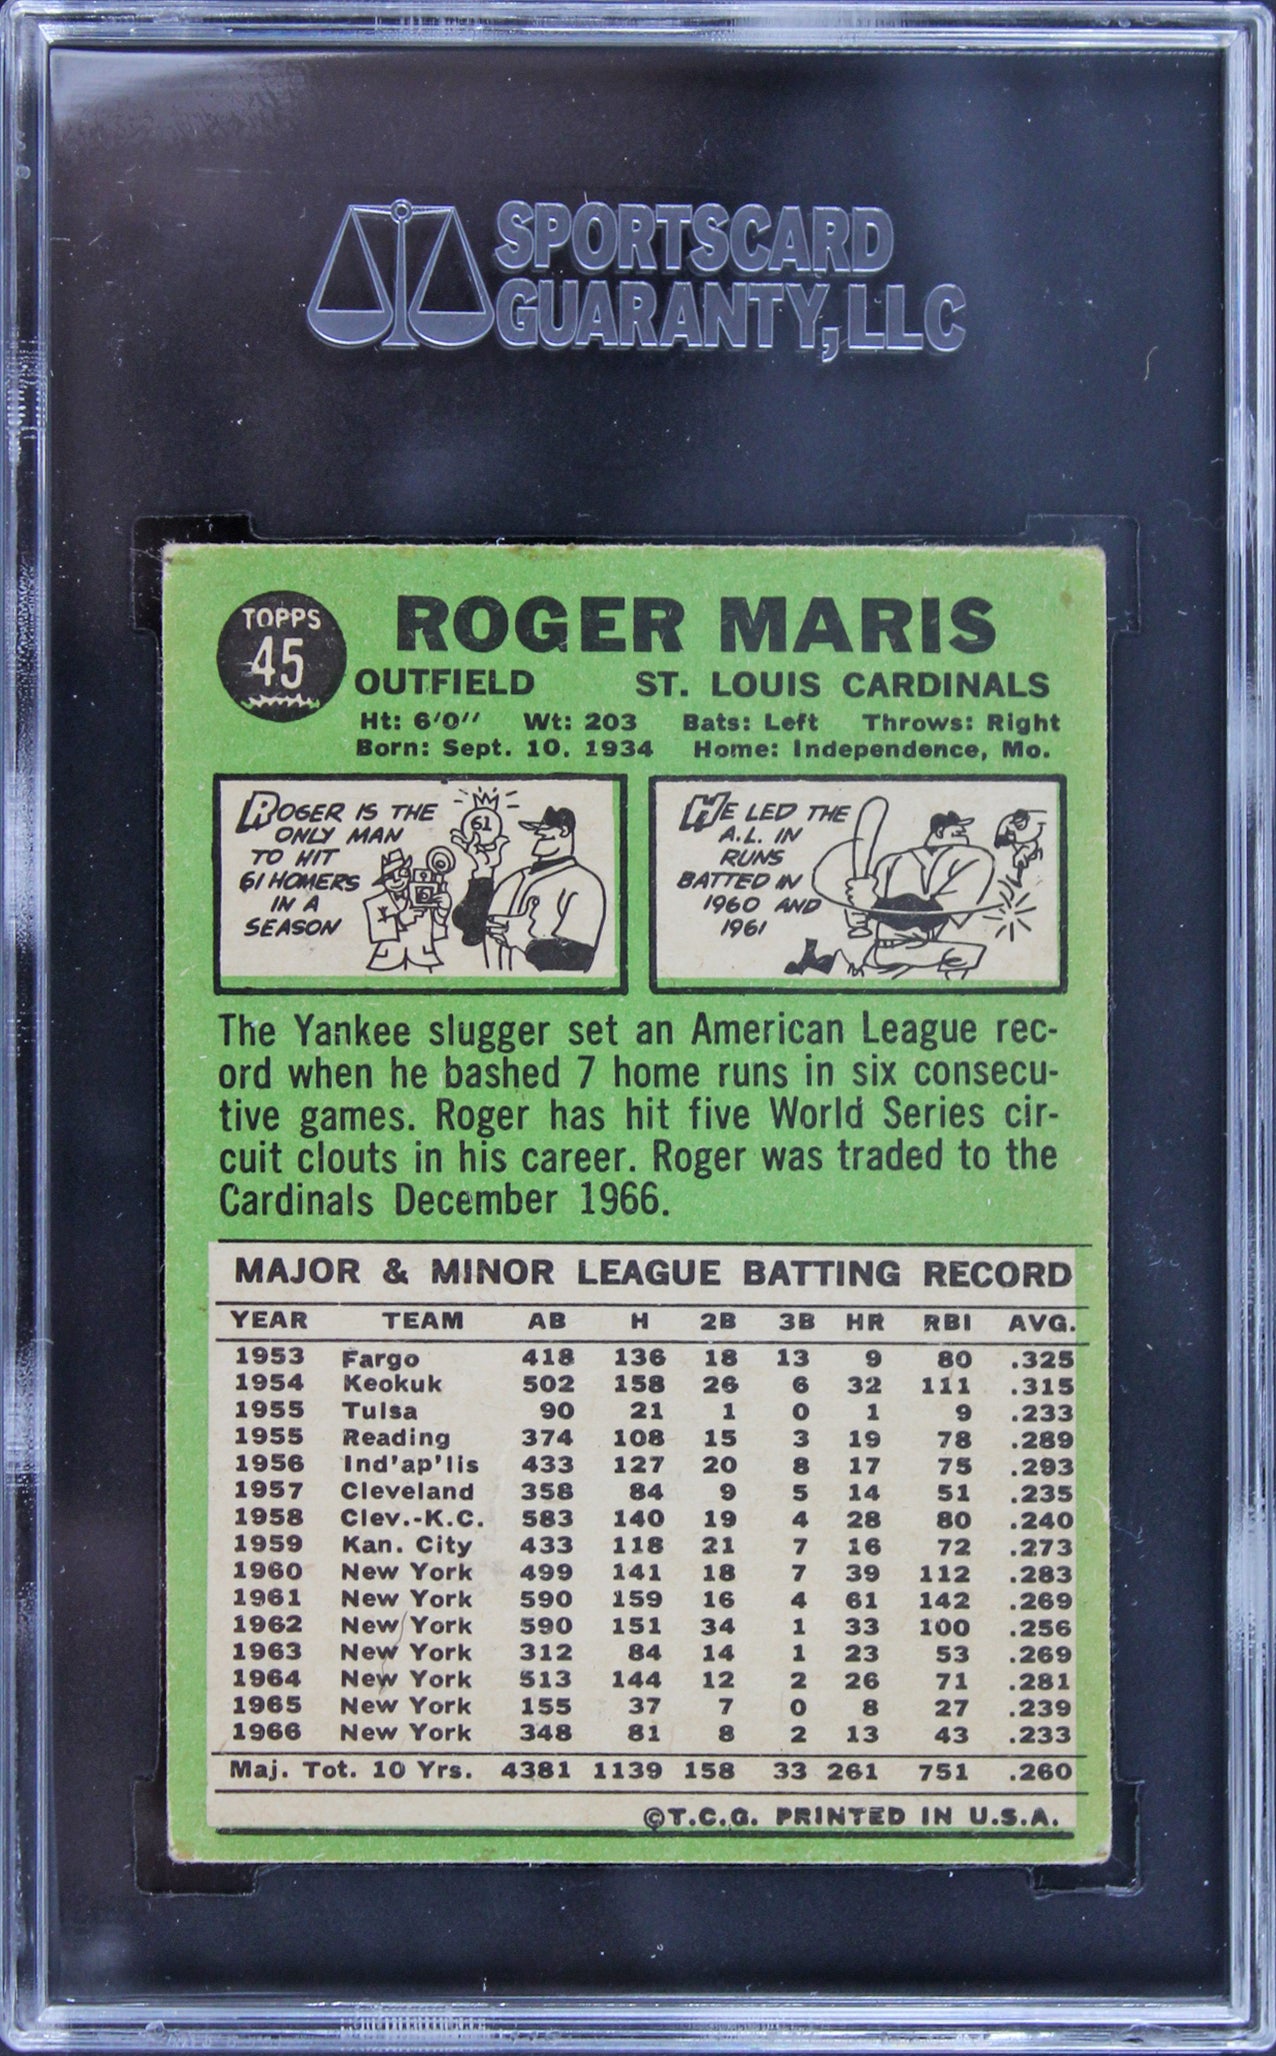 SPORTSCARD
GUARANTY, LLC
TOPPS
45
ROGER MARIS
OUTFIELD ST. LOUIS CARDINALS
Ht: 6'0'' Wt: 203 Bats: Left Throws: Right
Born: Sept. 10, 1934 Home: Independence, Mo.
ROGER IS THE
ONLY MAN
TO HIT
61 HOMERS
IN A
SEASON
61
HE LED THE
A.L. IN
RUNS
BATTED IN
1960 AND
1961
The Yankee slugger set an American League rec-
ord when he bashed 7 home runs in six consecu-
tive games. Roger has hit five World Series cir-
cuit clouts in his career. Roger was traded to the
Cardinals December 1966.
MAJOR & MINOR LEAGUE BATTING RECORD
YEAR TEAM AB H 2B 3B HR RBI AVG.
1953 Fargo 418 136 18 13 9 80 .325
1954 Keokuk 502 158 26 6 32 111 .315
1955 Tulsa 90 21 1 0 1 9 .233
1955 Reading 374 108 15 3 19 78 .289
1956 Ind'ap'lis 433 127 20 8 17 75 .293
1957 Cleveland 358 84 9 5 14 51 .235
1958 Clev.-K.C. 583 140 19 4 28 80 .240
1959 Kan. City 433 118 21 7 16 72 .273
1960 New York 499 141 18 7 39 112 .283
1961 New York 590 159 16 4 61 142 .269
1962 New York 590 151 34 1 33 100 .256
1963 New York 312 84 14 1 23 53 .269
1964 New York 513 144 12 2 26 71 .281
1965 New York 155 37 7 0 8 27 .239
1966 New York 348 81 8 2 13 43 .233
Maj. Tot. 10 Yrs. 4381 1139 158 33 261 751 .260
©T.C.G. PRINTED IN U.S.A.